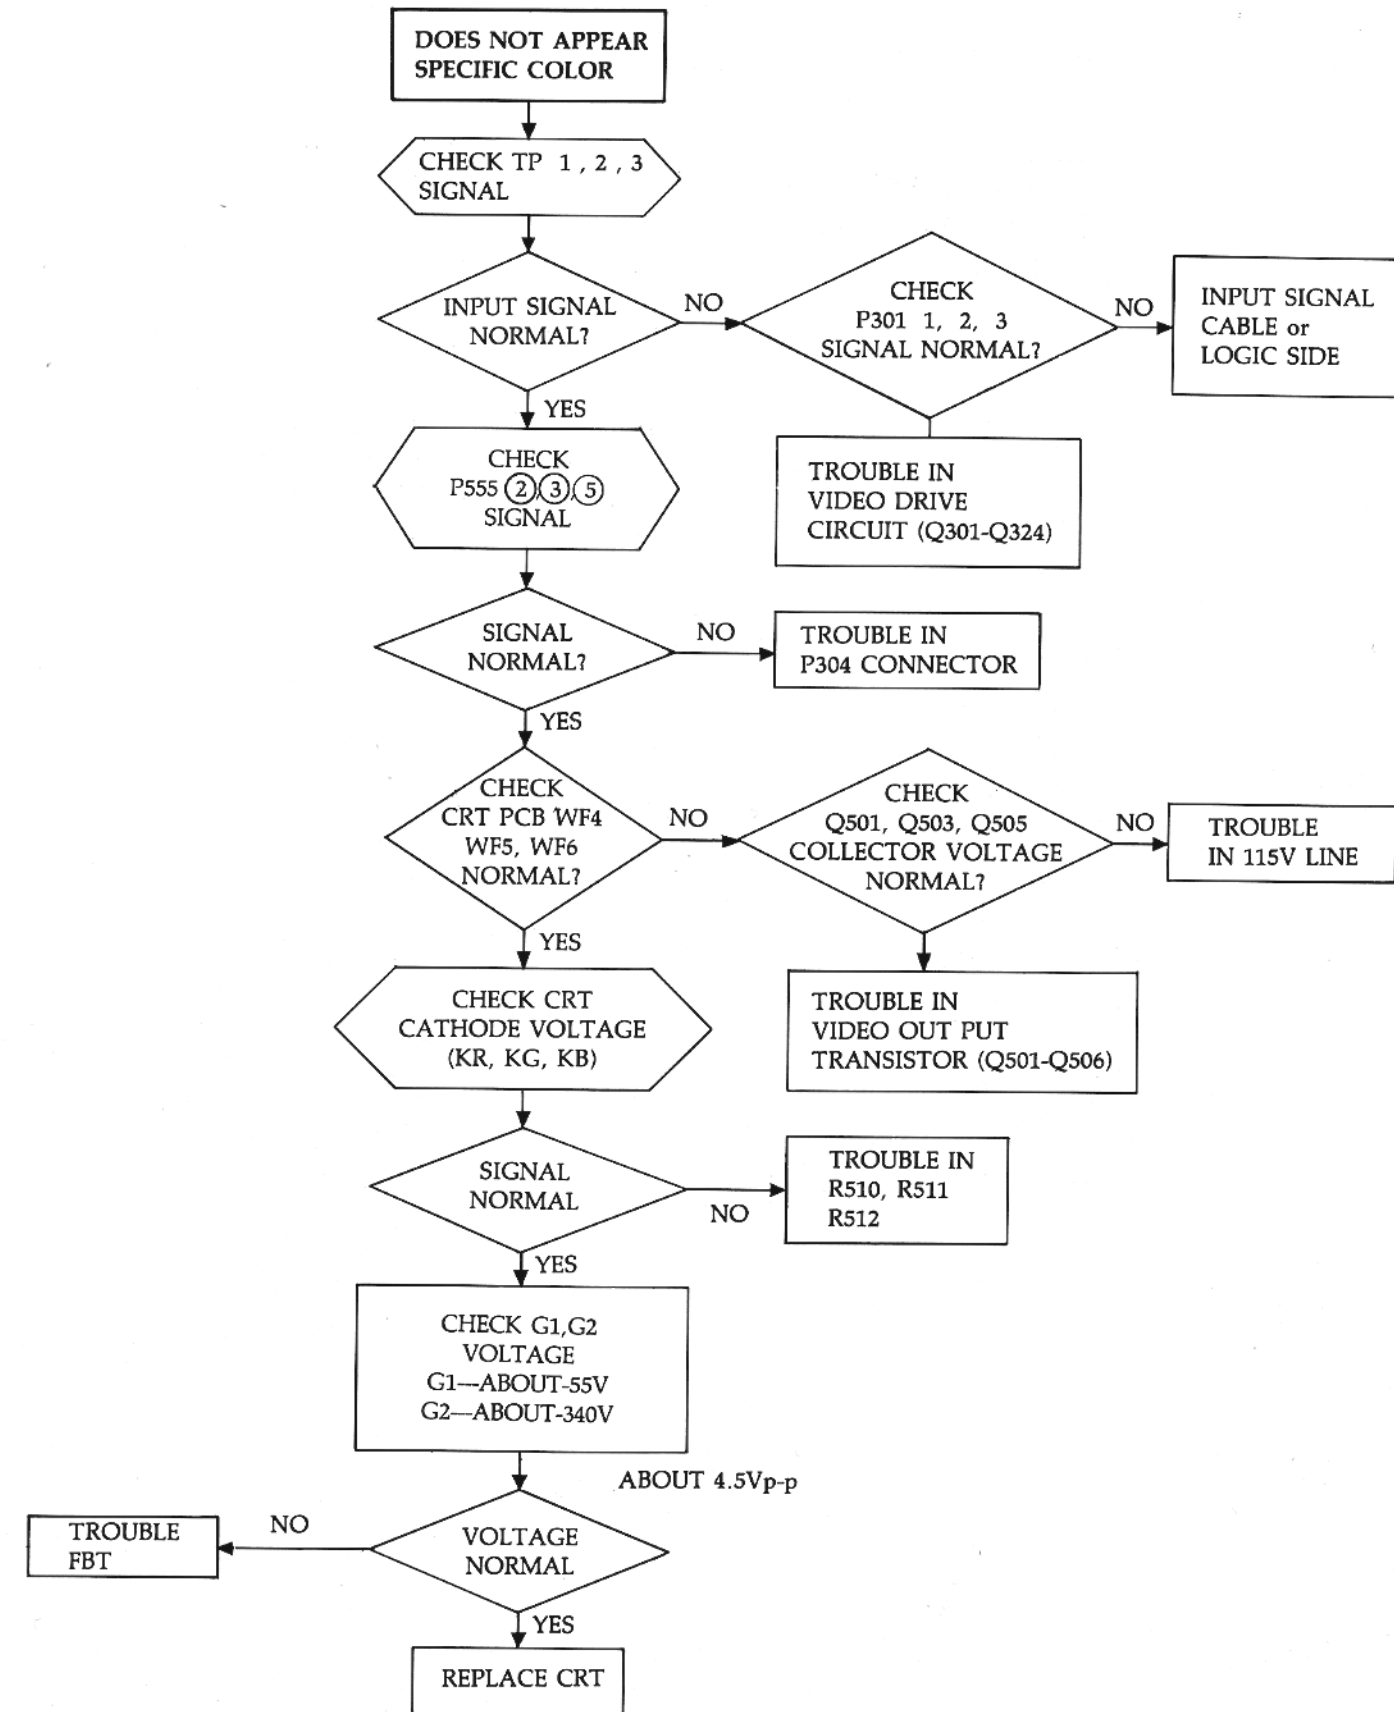 DOES NOT APPEAR
SPECIFIC COLOR
CHECK TP 1 , 2 , 3
SIGNAL
INPUT SIGNAL
NORMAL?
NO
CHECK
P301 1, 2, 3
SIGNAL NORMAL?
NO
INPUT SIGNAL
CABLE or
LOGIC SIDE
YES
CHECK
P555 ②,③,⑤
SIGNAL
TROUBLE IN
VIDEO DRIVE
CIRCUIT (Q301-Q324)
SIGNAL
NORMAL?
NO
TROUBLE IN
P304 CONNECTOR
YES
CHECK
CRT PCB WF4
WF5, WF6
NORMAL?
NO
CHECK
Q501, Q503, Q505
COLLECTOR VOLTAGE
NORMAL?
NO
TROUBLE
IN 115V LINE
YES
CHECK CRT
CATHODE VOLTAGE
(KR, KG, KB)
TROUBLE IN
VIDEO OUT PUT
TRANSISTOR (Q501-Q506)
SIGNAL
NORMAL
NO
TROUBLE IN
R510, R511
R512
YES
CHECK G1,G2
VOLTAGE
G1---ABOUT-55V
G2---ABOUT-340V
ABOUT 4.5Vp-p
VOLTAGE
NORMAL
NO
TROUBLE
FBT
YES
REPLACE CRT